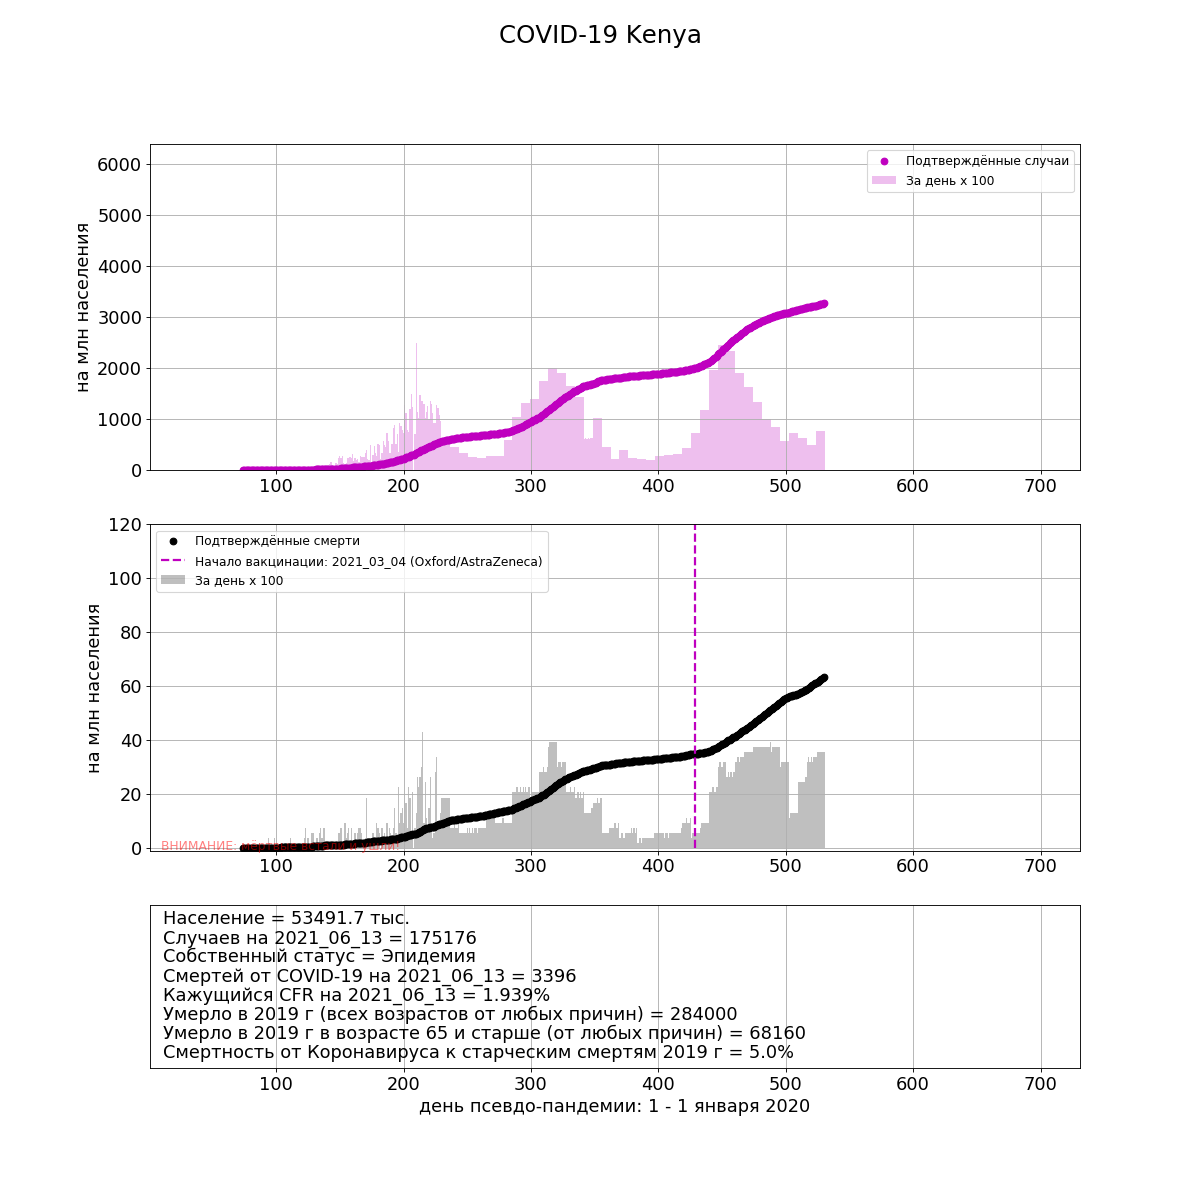 COVID-19 Kenya
6000
5000
4000
3000
2000
1000
0
на млн населения
Подтверждённые случаи
За день x 100
100 200 300 400 500 600 700
120
100
80
60
40
20
0
на млн населения
Подтверждённые смерти
Начало вакцинации: 2021_03_04 (Oxford/AstraZeneca)
За день x 100
ВНИМАНИЕ:
100 200 300 400 500 600 700
Население = 53491.7 тыс.
Случаев на 2021_06_13 = 175176
Собственный статус = Эпидемия
Смертей от COVID-19 на 2021_06_13 = 3396
Кажущийся CFR на 2021_06_13 = 1.939%
Умерло в 2019 г (всех возрастов от любых причин) = 284000
Умерло в 2019 г в возрасте 65 и старше (от любых причин) = 68160
Смертность от Коронавируса к старческим смертям 2019 г = 5.0%
100 200 300 400 500 600 700
день псевдо-пандемии: 1 - 1 января 2020